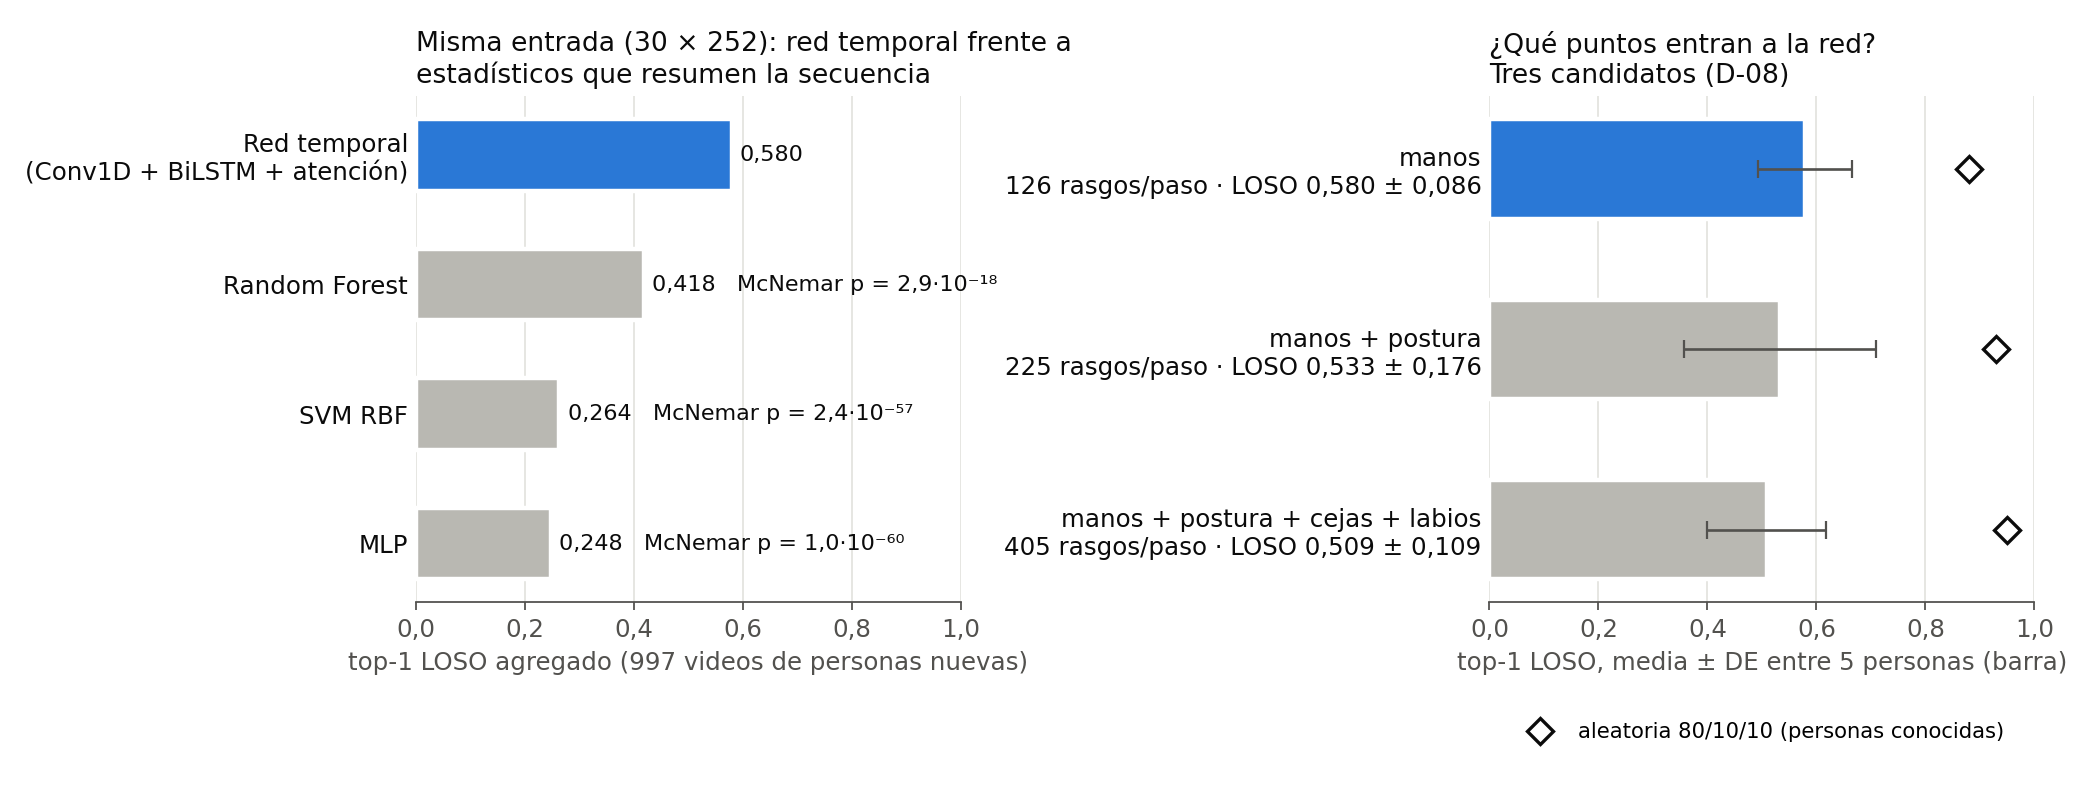 Misma entrada (30 × 252): red temporal frente a
estadísticos que resumen la secuencia
Red temporal
(Conv1D + BiLSTM + atención)
0,580
Random Forest
0,418 McNemar p = 2,9·10⁻¹⁸
SVM RBF
0,264 McNemar p = 2,4·10⁻⁵⁷
MLP
0,248 McNemar p = 1,0·10⁻⁶⁰
0,0 0,2 0,4 0,6 0,8 1,0
top-1 LOSO agregado (997 videos de personas nuevas)
¿Qué puntos entran a la red?
Tres candidatos (D-08)
manos
126 rasgos/paso · LOSO 0,580 ± 0,086
manos + postura
225 rasgos/paso · LOSO 0,533 ± 0,176
manos + postura + cejas + labios
405 rasgos/paso · LOSO 0,509 ± 0,109
0,0 0,2 0,4 0,6 0,8 1,0
top-1 LOSO, media ± DE entre 5 personas (barra)
aleatoria 80/10/10 (personas conocidas)